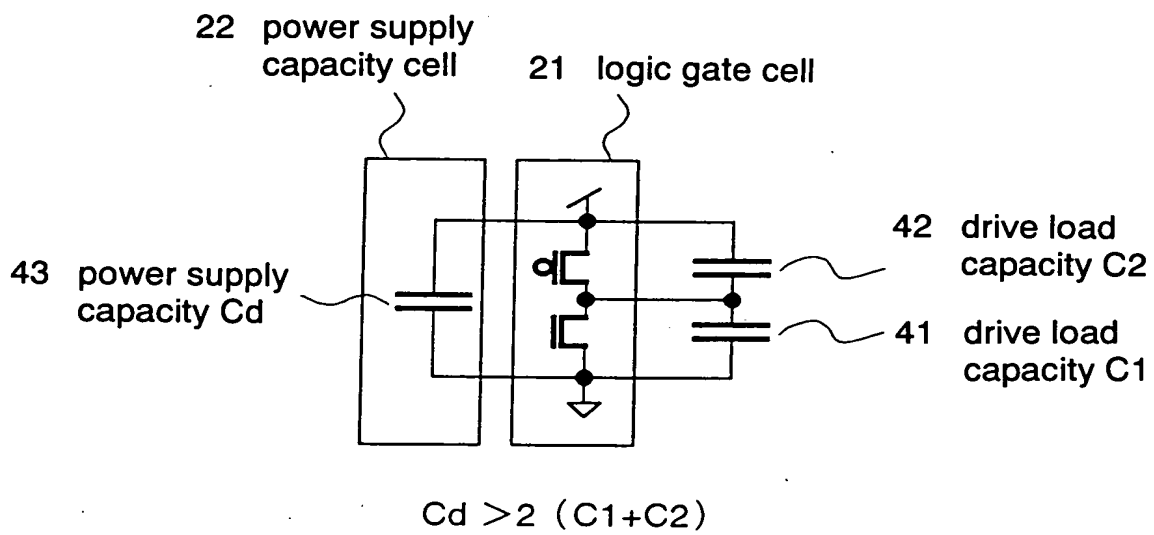 22 power supply
capacity cell
21 logic gate cell
43 power supply
capacity Cd
42 drive load
capacity C2
41 drive load
capacity C1
Cd >2 (C1+C2)